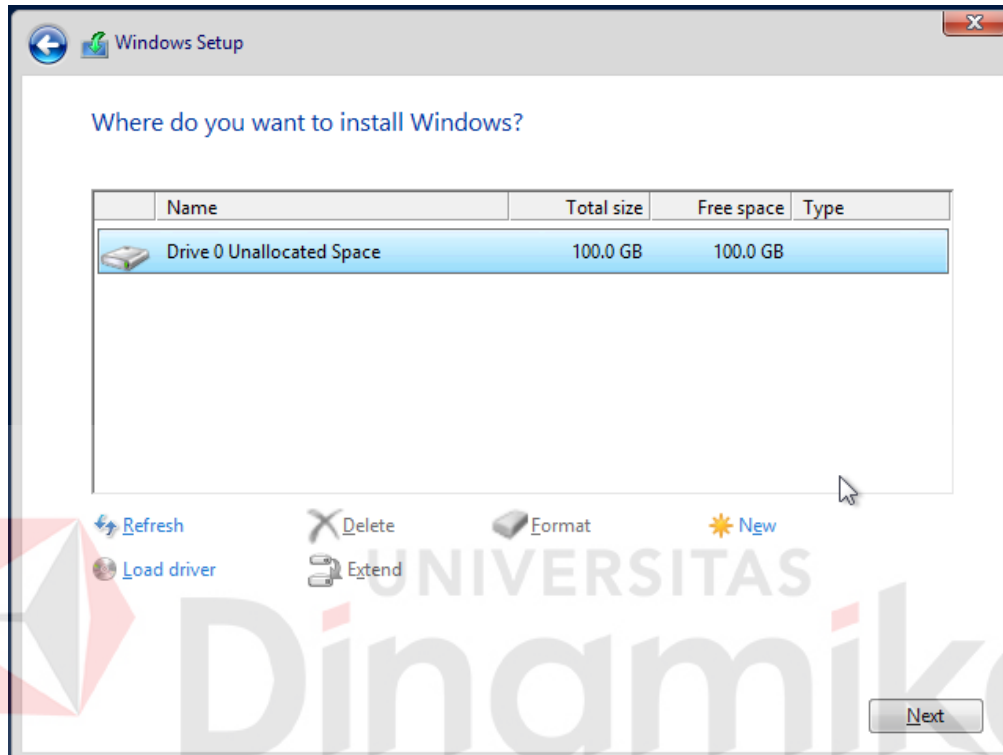 Windows Setup
Where do you want to install Windows?
Name Total size Free space Type
Drive 0 Unallocated Space 100.0 GB 100.0 GB
Refresh Delete Format New
Load driver Extend
UNIVERSITAS
Dinamika
Next